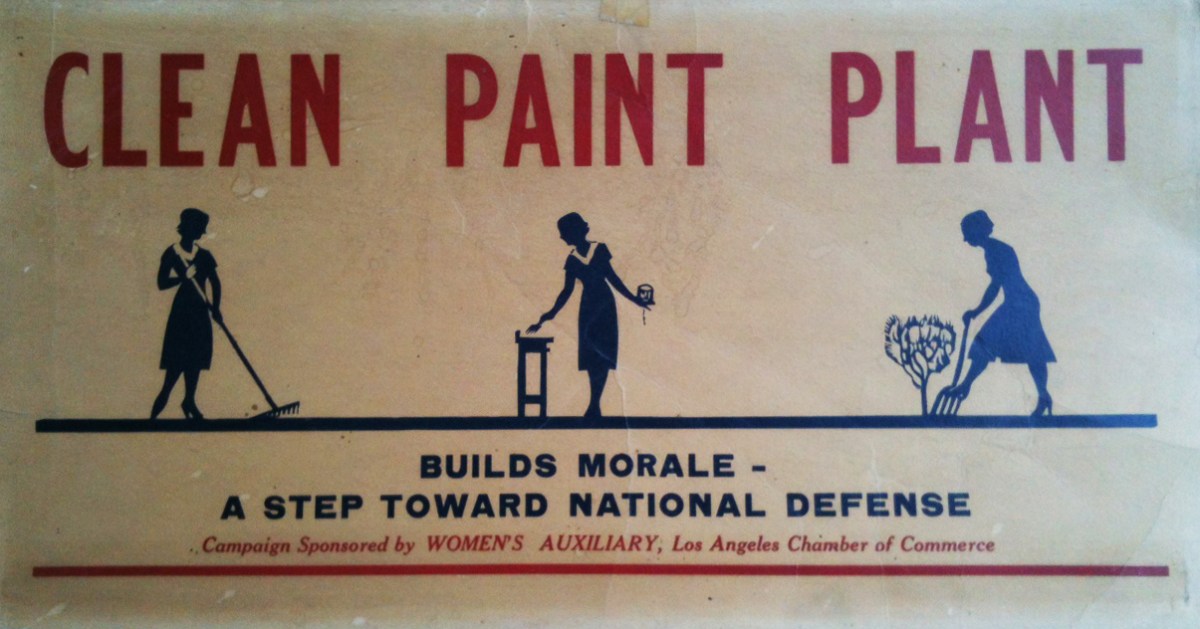 CLEAN PAINT PLANT
BUILDS MORALE -
A STEP TOWARD NATIONAL DEFENSE
Campaign Sponsored by WOMEN'S AUXILIARY, Los Angeles Chamber of Commerce